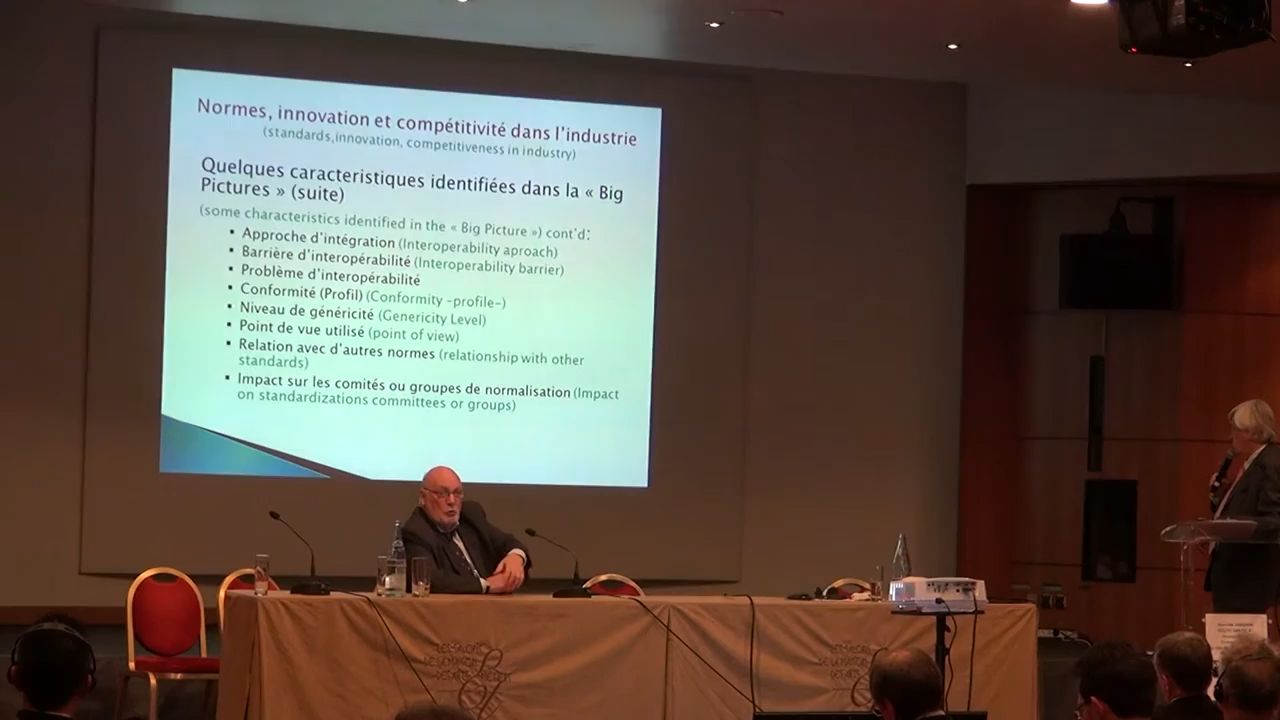 Normes, innovation et compétitivité dans l'industrie
(standards,innovation, competitiveness in industry)
Quelques caracteristiques identifiées dans la « Big
Pictures » (suite)
(some characteristics identified in the « Big Picture ») cont'd:
▪ Approche d'intégration (Interoperability aproach)
▪ Barrière d'interopérabilité (Interoperability barrier)
▪ Problème d'interopérabilité
▪ Conformité (Profil) (Conformity -profile-)
▪ Niveau de généricité (Genericity Level)
▪ Point de vue utilisé (point of view)
▪ Relation avec d'autres normes (relationship with other
standards)
▪ Impact sur les comités ou groupes de normalisation (Impact
on standardizations committees or groups)